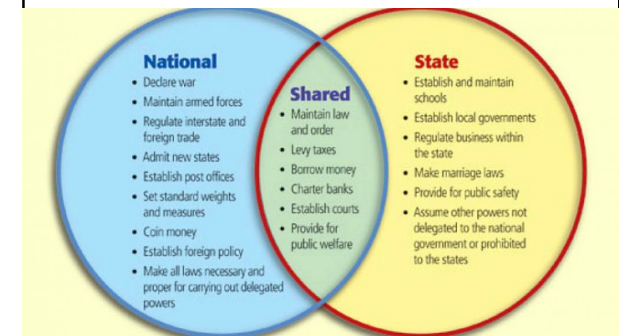 National
• Declare war
• Maintain armed forces
• Regulate interstate and
foreign trade
• Admit new states
• Establish post offices
• Set standard weights
and measures
• Coin money
• Establish foreign policy
• Make all laws necessary and
proper for carrying out delegated
powers
Shared
• Maintain law
and order
• Levy taxes
• Borrow money
• Charter banks
• Establish courts
• Provide for
public welfare
State
• Establish and maintain
schools
• Establish local governments
• Regulate business within
the state
• Make marriage laws
• Provide for public safety
• Assume other powers not
delegated to the national
government or prohibited
to the states